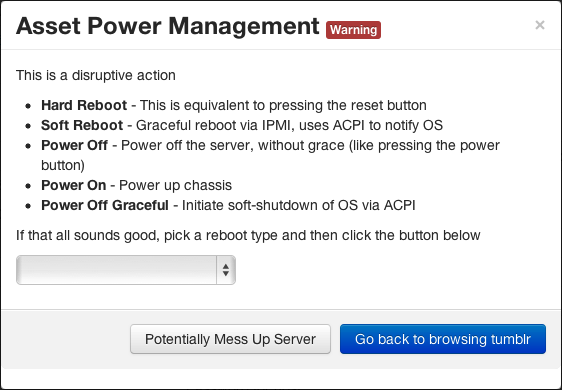 Asset Power Management Warning ×
This is a disruptive action
• Hard Reboot - This is equivalent to pressing the reset button
• Soft Reboot - Graceful reboot via IPMI, uses ACPI to notify OS
• Power Off - Power off the server, without grace (like pressing the power
button)
• Power On - Power up chassis
• Power Off Graceful - Initiate soft-shutdown of OS via ACPI
If that all sounds good, pick a reboot type and then click the button below
Potentially Mess Up Server Go back to browsing tumblr